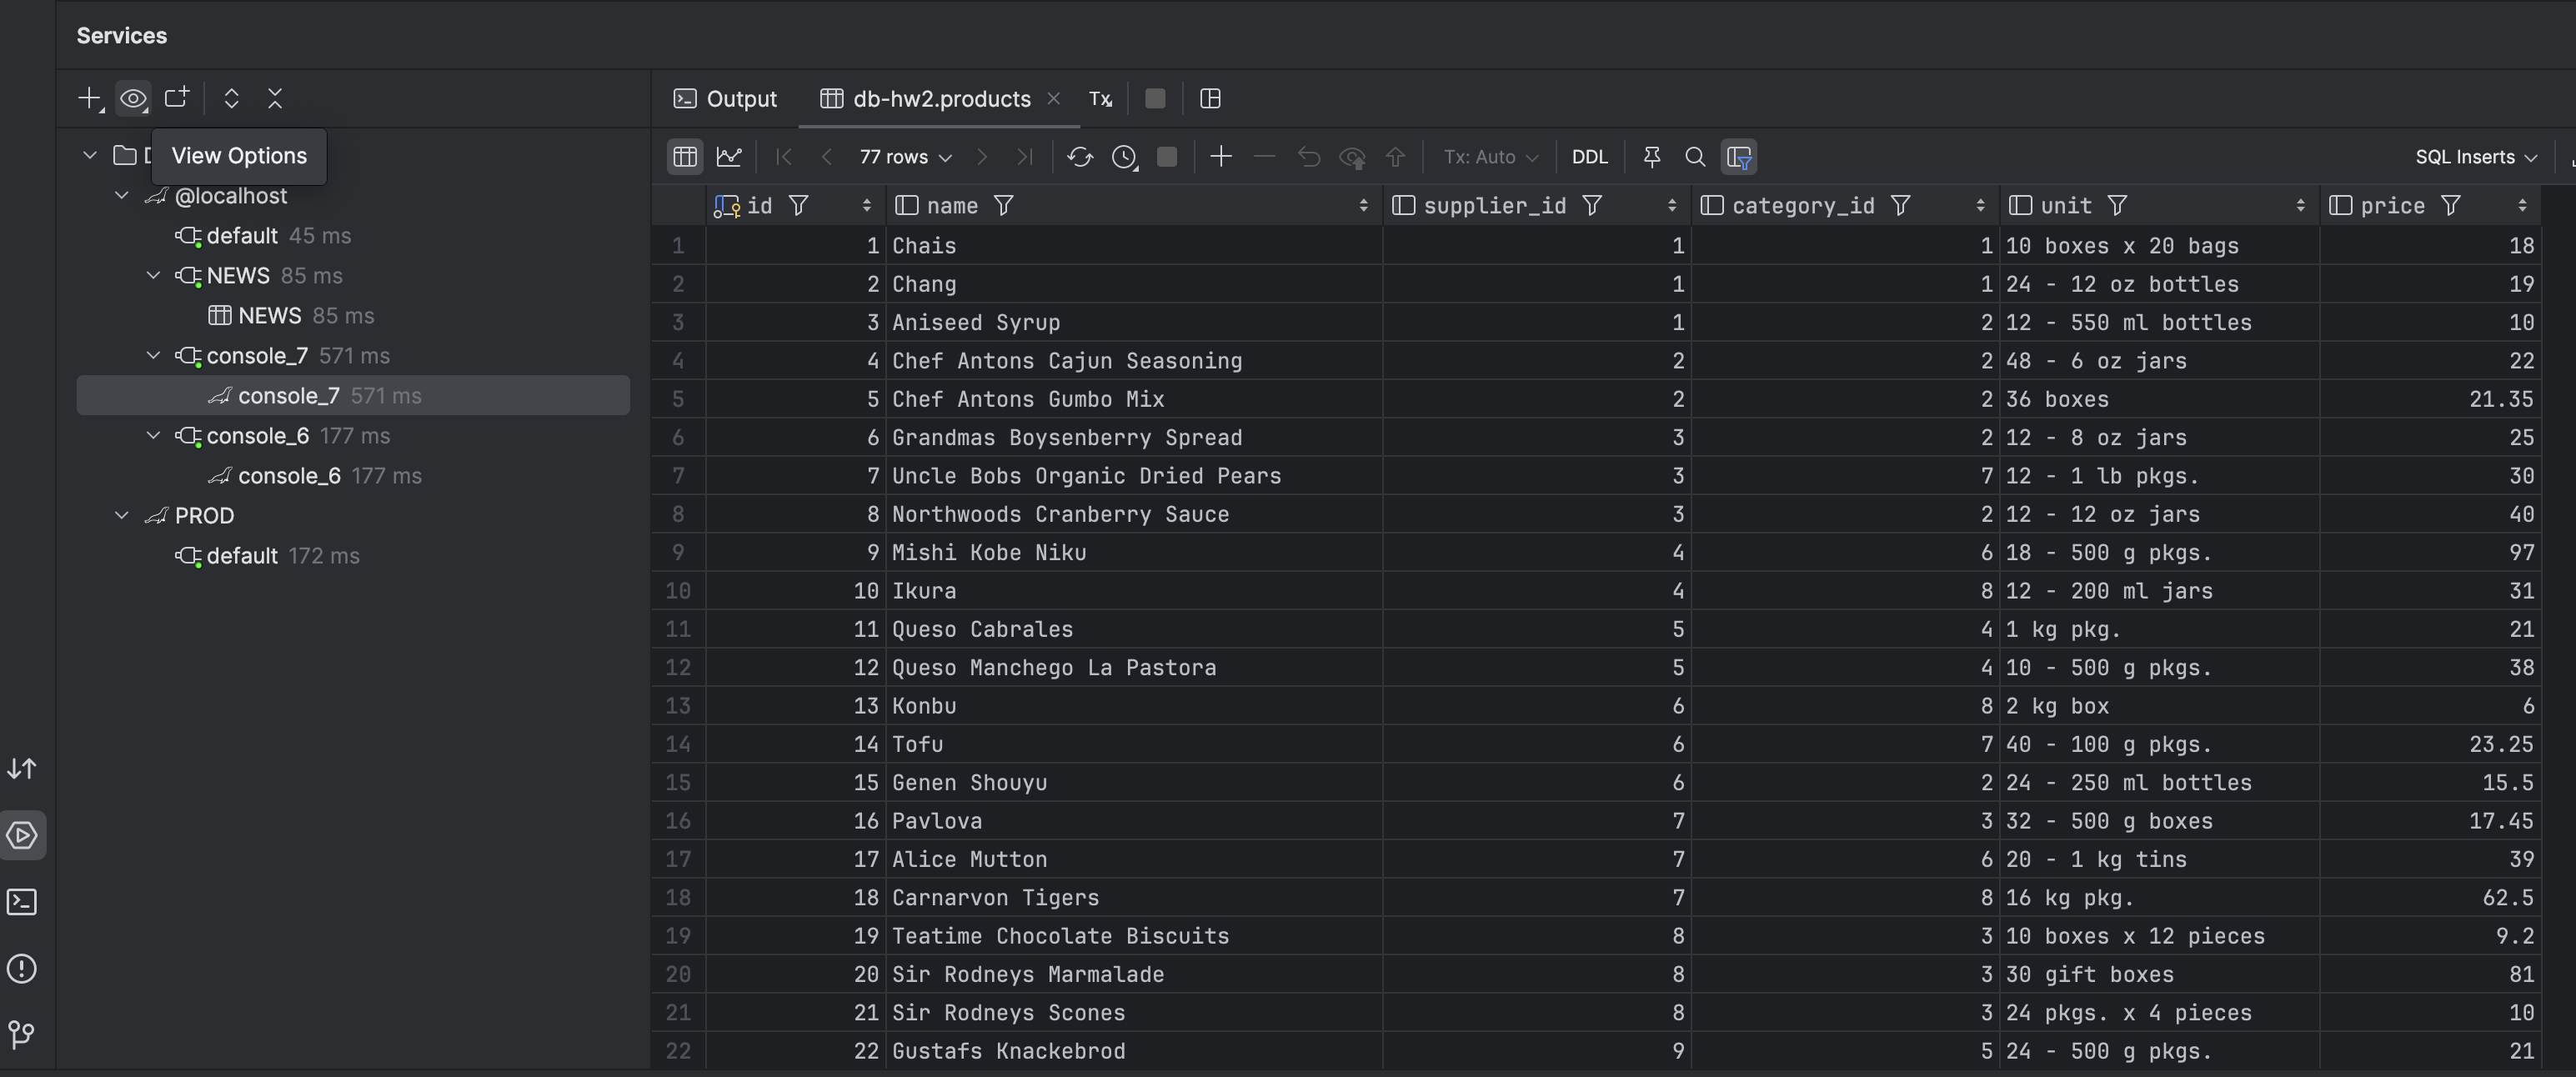 Services
Output
db-hw2.products
Tx
View Options
@localhost
default 45 ms
NEWS 85 ms
NEWS 85 ms
console_7 571 ms
console_7 571 ms
console_6 177 ms
console_6 177 ms
PROD
default 172 ms
77 rows
Tx: Auto
DDL
SQL Inserts
id name supplier_id category_id unit price
1 1 Chais 1 1 10 boxes x 20 bags 18
2 2 Chang 1 1 24 - 12 oz bottles 19
3 3 Aniseed Syrup 1 2 12 - 550 ml bottles 10
4 4 Chef Antons Cajun Seasoning 2 2 48 - 6 oz jars 22
5 5 Chef Antons Gumbo Mix 2 2 36 boxes 21.35
6 6 Grandmas Boysenberry Spread 3 2 12 - 8 oz jars 25
7 7 Uncle Bobs Organic Dried Pears 3 7 12 - 1 lb pkgs. 30
8 8 Northwoods Cranberry Sauce 3 2 12 - 12 oz jars 40
9 9 Mishi Kobe Niku 4 6 18 - 500 g pkgs. 97
10 10 Ikura 4 8 12 - 200 ml jars 31
11 11 Queso Cabrales 5 4 1 kg pkg. 21
12 12 Queso Manchego La Pastora 5 4 10 - 500 g pkgs. 38
13 13 Konbu 6 8 2 kg box 6
14 14 Tofu 6 7 40 - 100 g pkgs. 23.25
15 15 Genen Shouyu 6 2 24 - 250 ml bottles 15.5
16 16 Pavlova 7 3 32 - 500 g boxes 17.45
17 17 Alice Mutton 7 6 20 - 1 kg tins 39
18 18 Carnarvon Tigers 7 8 16 kg pkg. 62.5
19 19 Teatime Chocolate Biscuits 8 3 10 boxes x 12 pieces 9.2
20 20 Sir Rodneys Marmalade 8 3 30 gift boxes 81
21 21 Sir Rodneys Scones 8 3 24 pkgs. x 4 pieces 10
22 22 Gustafs Knackebrod 9 5 24 - 500 g pkgs. 21